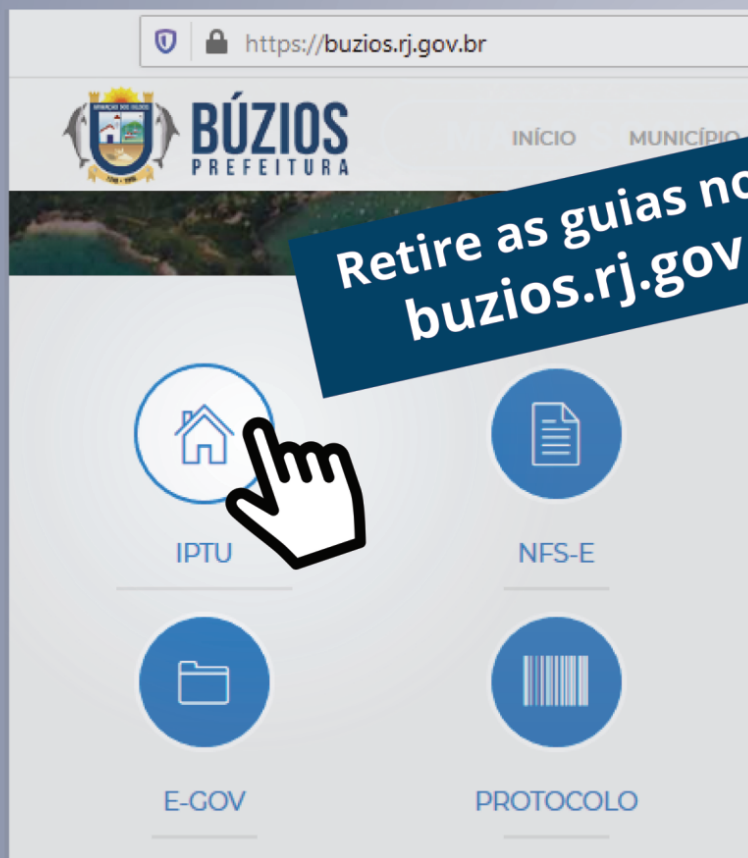 https://buzios.rj.gov.br
BÚZIOS
PREFEITURA
INÍCIO
MUNICÍPIO
Retire as guias no
buzios.rj.gov
IPTU
NFS-E
E-GOV
PROTOCOLO